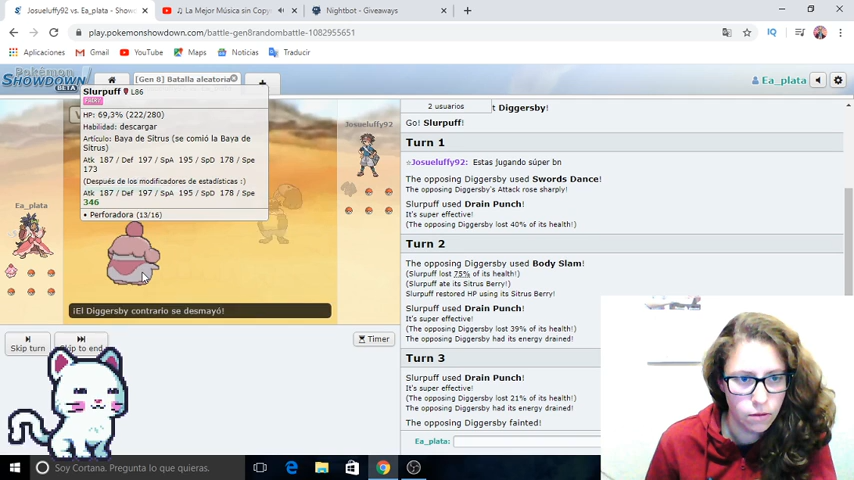 Josueluffy92 vs. Ea_plata - bat
La Mejor Música sin Copy
Nightbot - Giveaways
play.pokemonshowdown.com/battle-gen8randombattle-1082955651
Aplicaciones
Gmail
YouTube
Maps
Noticias
Traducir
Pokémon
Showdown
BETA
[Gen 8] Batalla aleatoria
Ea_plata
Slurpuff L86
Fairy
HP: 69,3% (222/280)
Habilidad: descargar
Artículo: Baya de Sitrus (se comió la Baya de
Sitrus)
Atk 187 / Def 197 / SpA 195 / SpD 178 / Spe
173
(Después de los modificadores de estadísticas :)
Atk 187 / Def 197 / SpA 195 / SpD 178 / Spe
346
• Perforadora (13/16)
Josueluffy92
Ea_plata
¡El Diggersby contrario se desmayó!
Skip turn
Skip to end
Timer
2 usuarios
t Diggersby!
Go! Slurpuff!
Turn 1
☆Josueluffy92: Estas jugando súper bn
The opposing Diggersby used Swords Dance!
The opposing Diggersby's Attack rose sharply!
Slurpuff used Drain Punch!
It's super effective!
(The opposing Diggersby lost 40% of its health!)
Turn 2
The opposing Diggersby used Body Slam!
(Slurpuff lost 75% of its health!)
(Slurpuff ate its Sitrus Berry!)
Slurpuff restored HP using its Sitrus Berry!
Slurpuff used Drain Punch!
It's super effective!
(The opposing Diggersby lost 39% of its health!)
The opposing Diggersby had its energy drained!
Turn 3
Slurpuff used Drain Punch!
It's super effective!
(The opposing Diggersby lost 21% of its health!)
The opposing Diggersby had its energy drained!
The opposing Diggersby fainted!
Ea_plata:
Soy Cortana. Pregunta lo que quieras.